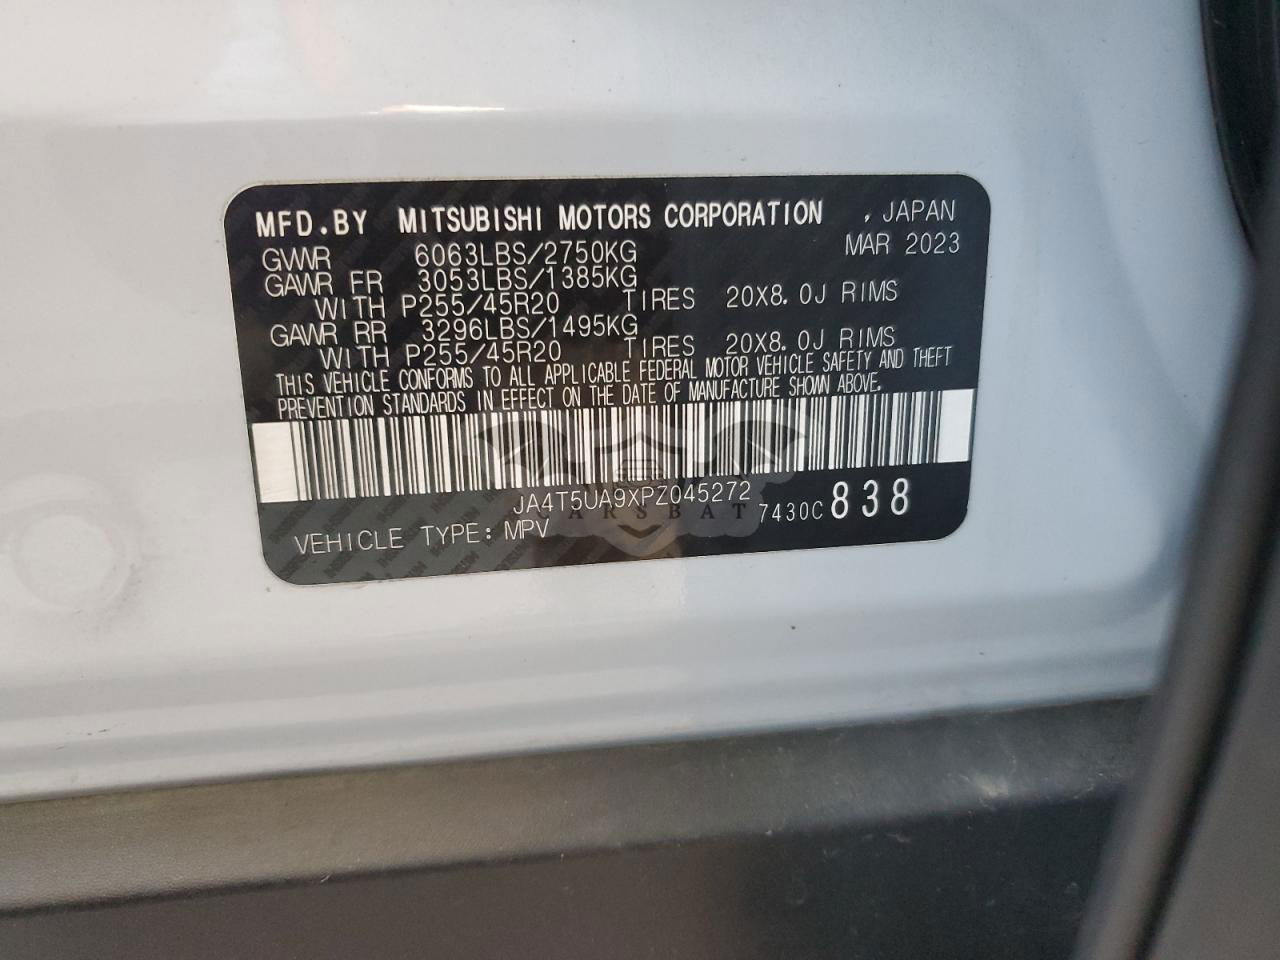 MFD.BY MITSUBISHI MOTORS CORPORATION , JAPAN
GVWR 6063LBS/2750KG MAR 2023
GAWR FR 3053LBS/1385KG
WITH P255/45R20 TIRES 20X8.0J RIMS
GAWR RR 3296LBS/1495KG
WITH P255/45R20 TIRES 20X8.0J RIMS
THIS VEHICLE CONFORMS TO ALL APPLICABLE FEDERAL MOTOR VEHICLE SAFETY AND THEFT
PREVENTION STANDARDS IN EFFECT ON THE DATE OF MANUFACTURE SHOWN ABOVE.
JA4T5UA9XPZ045272
CARSBAT
7430C 838
VEHICLE TYPE: MPV